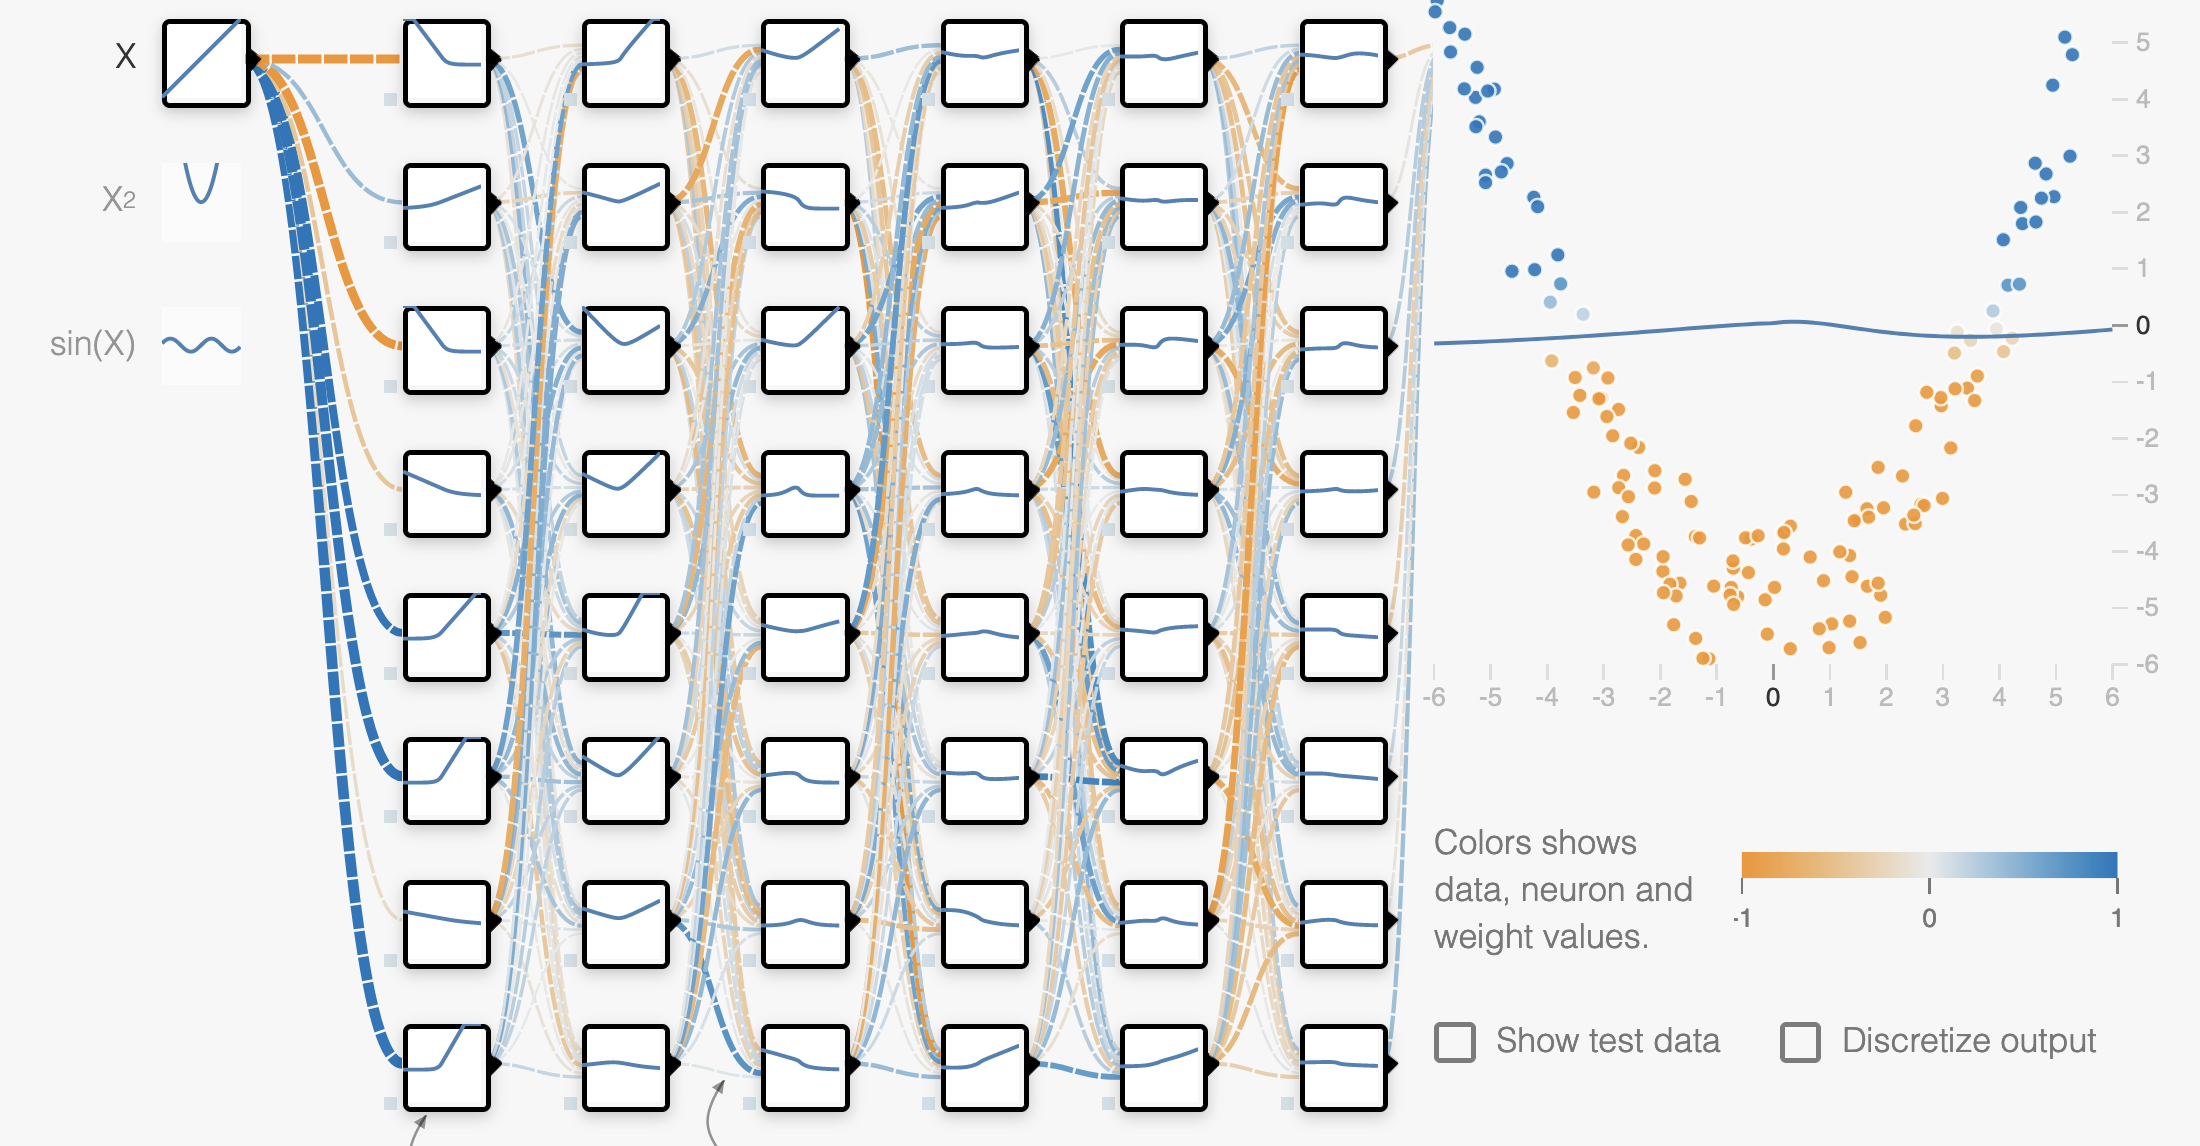 X
X2
sin(X)
5
4
3
2
1
0
-1
-2
-3
-4
-5
-6
-6 -5 -4 -3 -2 -1 0 1 2 3 4 5 6
Colors shows
data, neuron and
weight values.
-1 0 1
Show test data
Discretize output